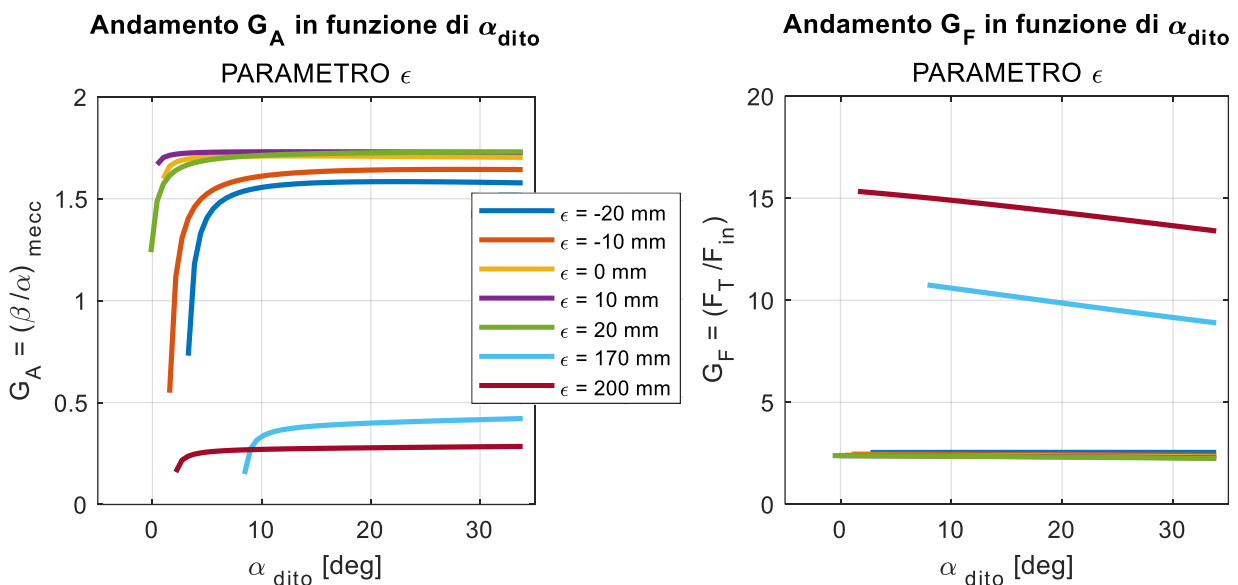 Andamento G_A in funzione di α_dito
PARAMETRO ϵ
G_A = (β/α)_mecc
2
1.5
1
0.5
0
0
10
20
30
α_dito [deg]
ϵ = -20 mm
ϵ = -10 mm
ϵ = 0 mm
ϵ = 10 mm
ϵ = 20 mm
ϵ = 170 mm
ϵ = 200 mm
Andamento G_F in funzione di α_dito
PARAMETRO ϵ
G_F = (F_T/F_in)
20
15
10
5
0
0
10
20
30
α_dito [deg]